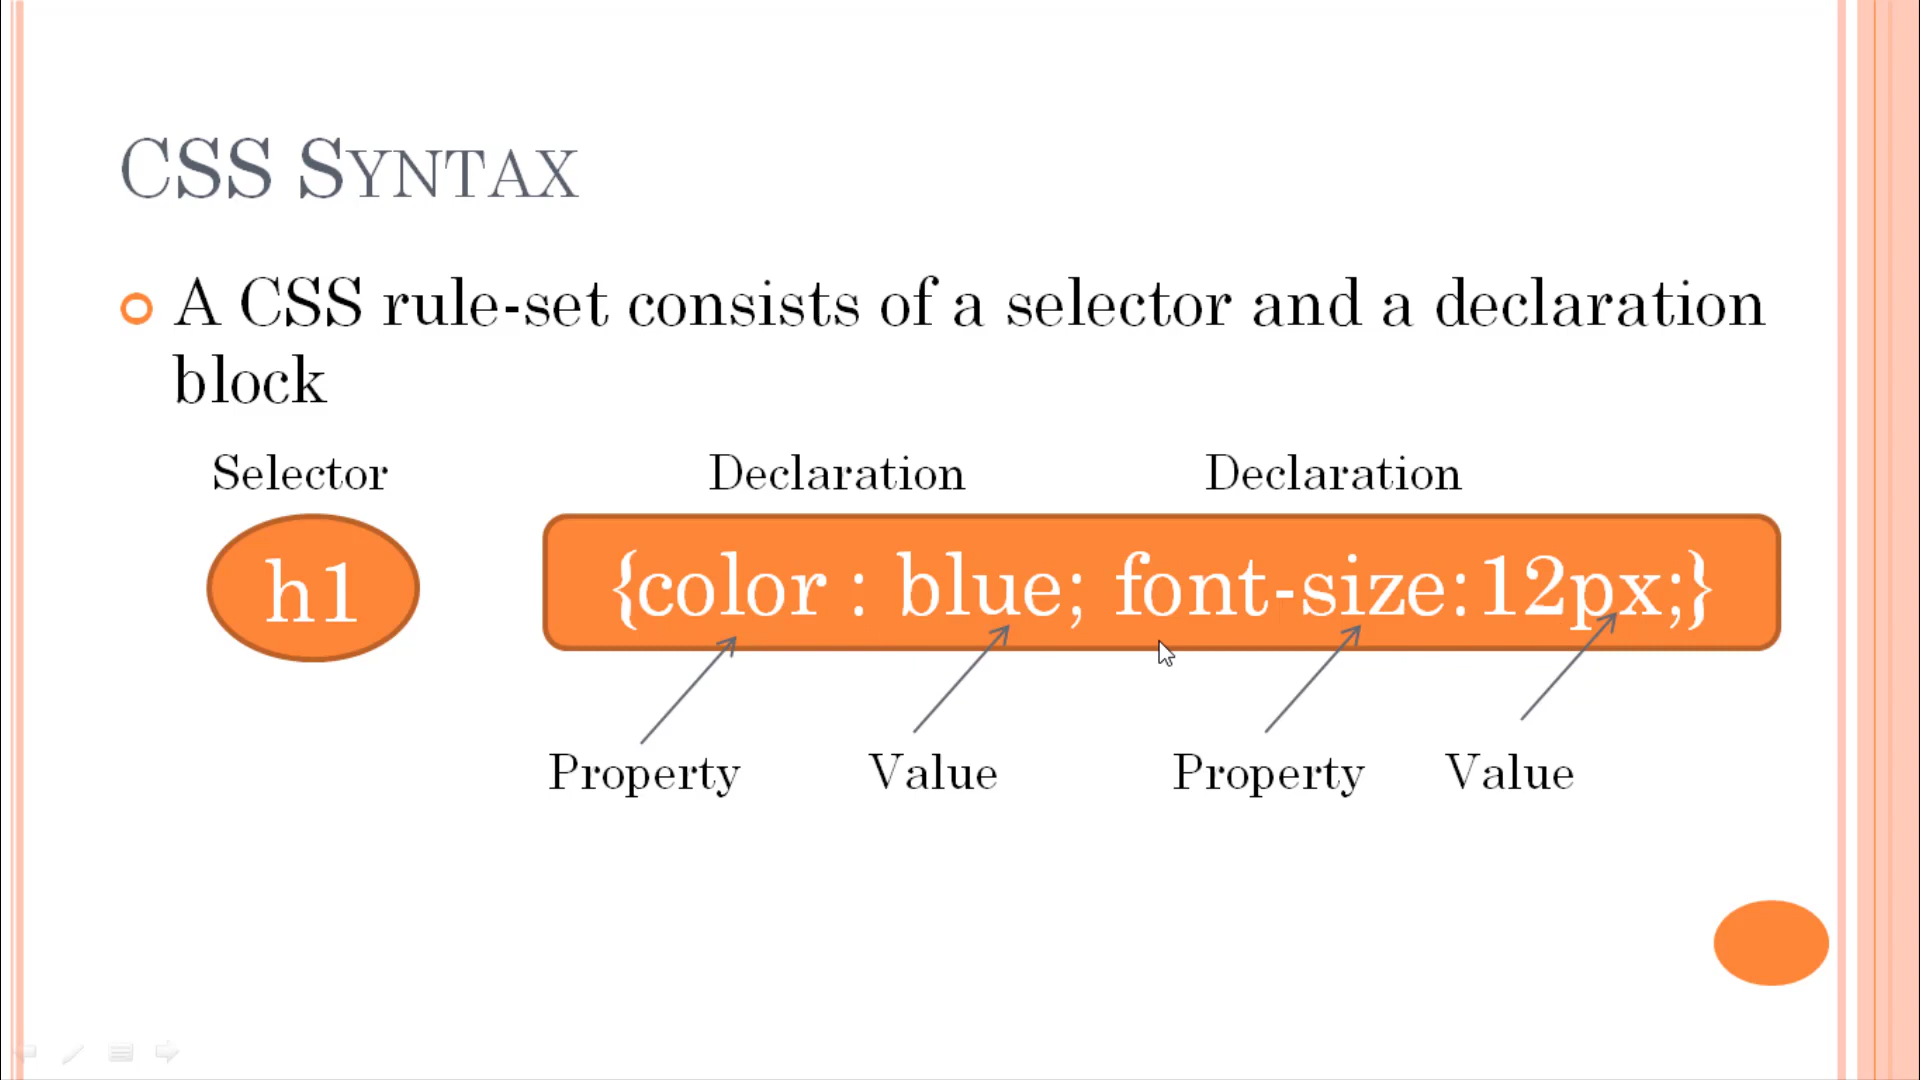 CSS SYNTAX
A CSS rule-set consists of a selector and a declaration
block
Selector Declaration Declaration
h1 {color : blue; font-size:12px;}
Property Value Property Value